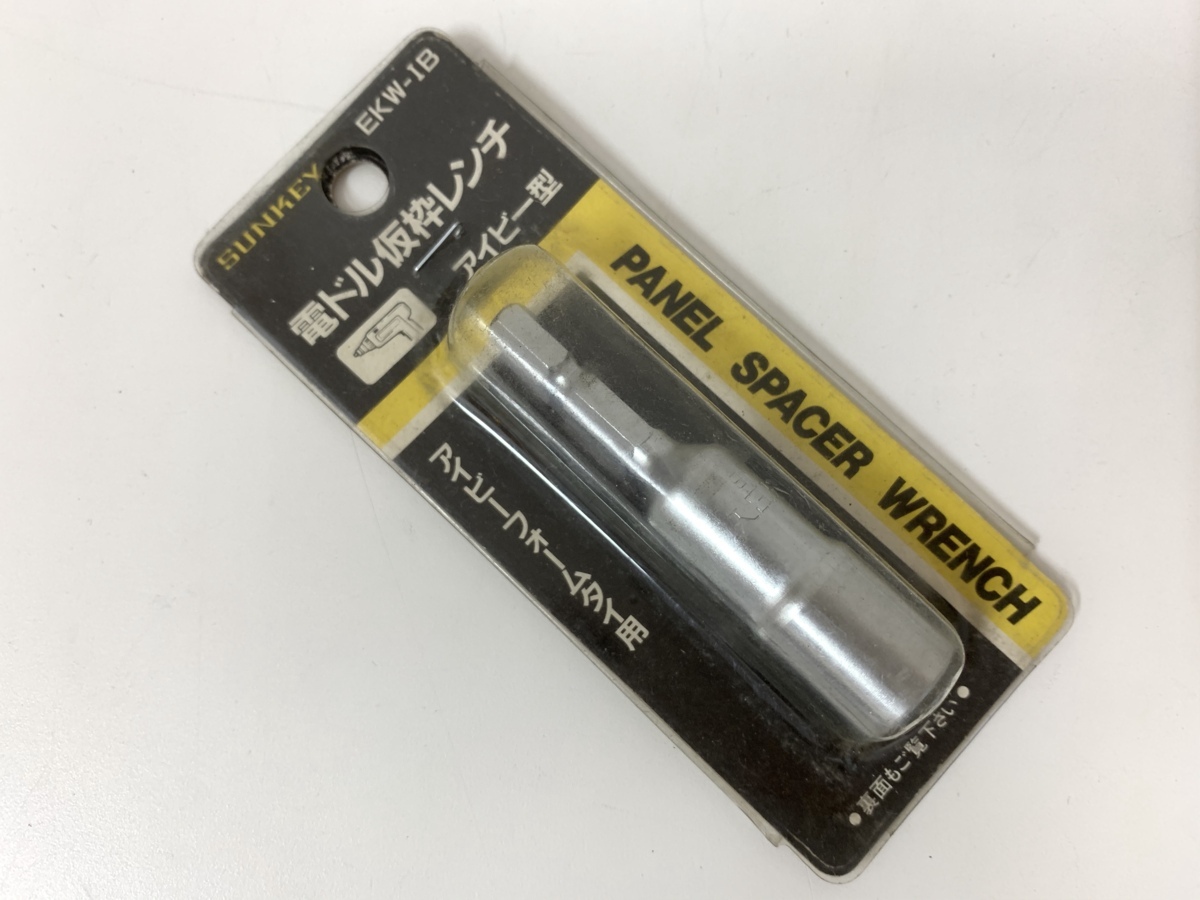 SUNKEY
EKW-IB
電ドル仮枠レンチ
アイビー型
PANEL SPACER WRENCH
アイビーフォームタイ用
●裏面もご覧下さい●